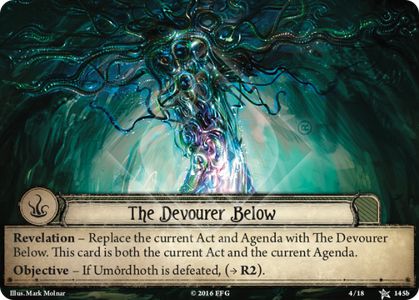 The Devourer Below
Revelation – Replace the current Act and Agenda with The Devourer
Below. This card is both the current Act and the current Agenda.
Objective – If Umôrdhoth is defeated, (→ R2).
Illus. Mark Molnar
© 2016 EFG
4/18
145b